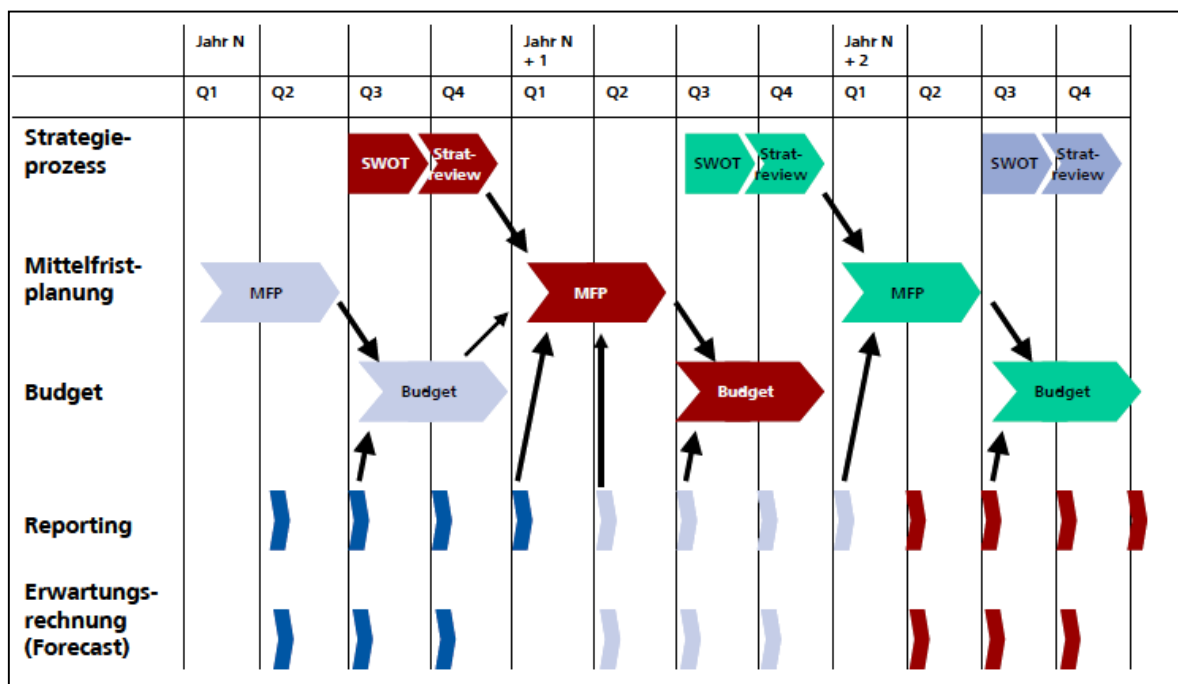 Jahr N
Jahr N
+ 1
Jahr N
+ 2
Q1 Q2 Q3 Q4 Q1 Q2 Q3 Q4 Q1 Q2 Q3 Q4
Strategie-
prozess
SWOT
Strat-
review
SWOT
Strat-
review
SWOT
Strat-
review
Mittelfrist-
planung
MFP
MFP
MFP
Budget
Budget
Budget
Budget
Reporting
Erwartungs-
rechnung
(Forecast)